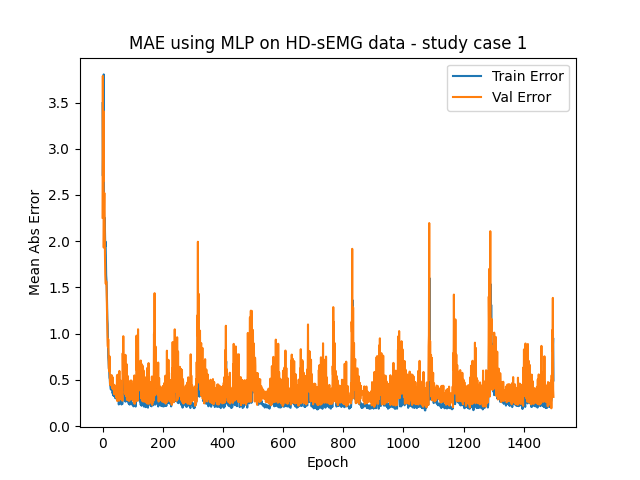 MAE using MLP on HD-sEMG data - study case 1
Train Error
Val Error
Mean Abs Error
3.5
3.0
2.5
2.0
1.5
1.0
0.5
0.0
0 200 400 600 800 1000 1200 1400
Epoch